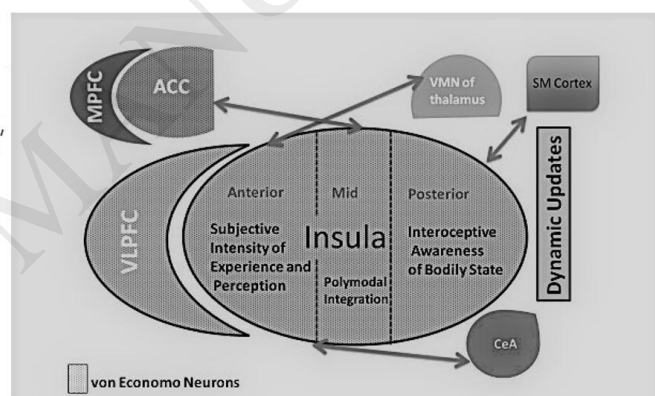 MPFC
ACC
VMN of
thalamus
SM Cortex
VLPFC
Anterior
Mid
Posterior
Subjective
Intensity of
Experience and
Perception
Insula
Polymodal
Integration
Interoceptive
Awareness
of Bodily State
Dynamic Updates
CeA
von Economo Neurons